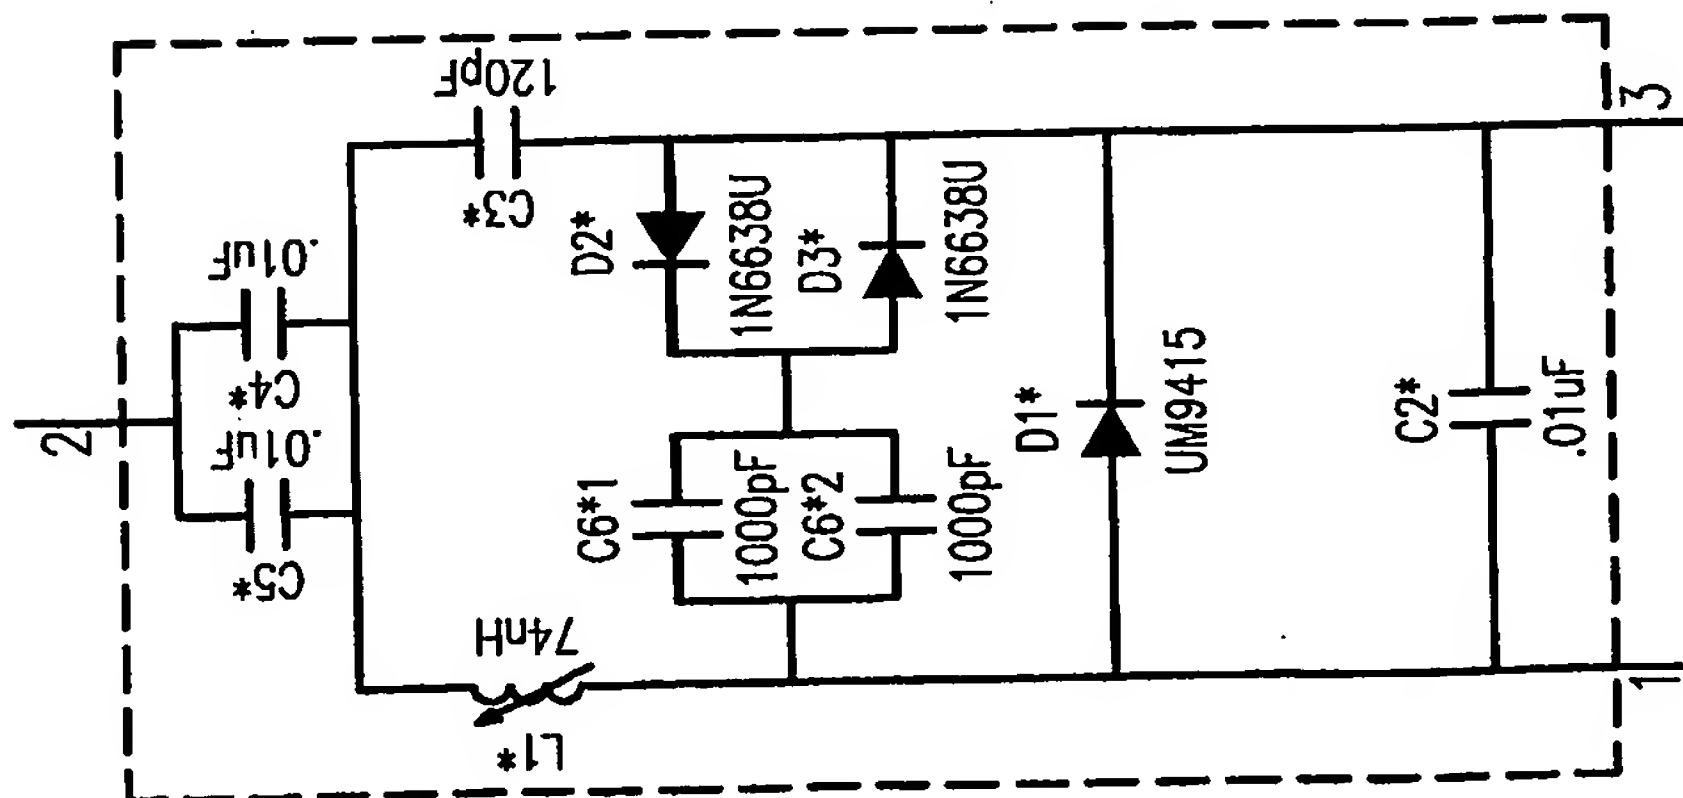 120pF
C3*
.01uF
C4*
.01uF
C5*
2
74nH
L1*
D2*
1N6638U
D3*
1N6638U
C6*1
1000pF
C6*2
1000pF
D1*
UM9415
C2*
.01uF
3
1